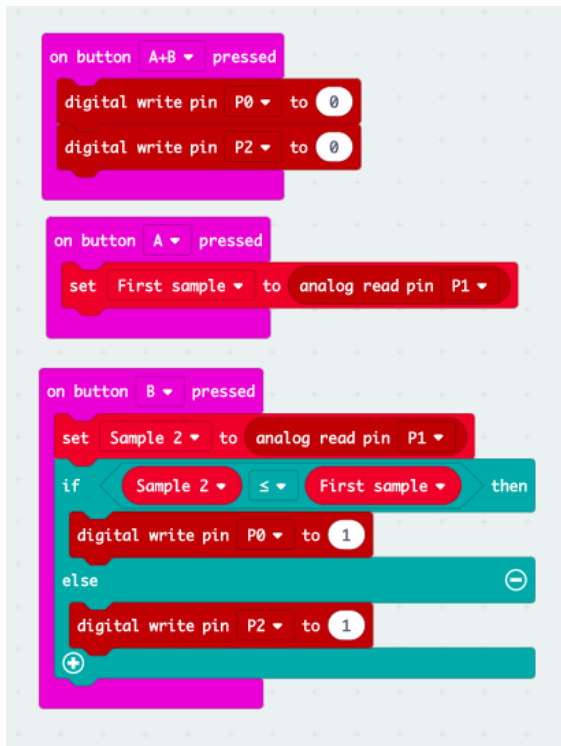 on button A+B pressed
digital write pin P0 to 0
digital write pin P2 to 0
on button A pressed
set First sample to analog read pin P1
on button B pressed
set Sample 2 to analog read pin P1
if Sample 2 ≤ First sample then
digital write pin P0 to 1
else
digital write pin P2 to 1